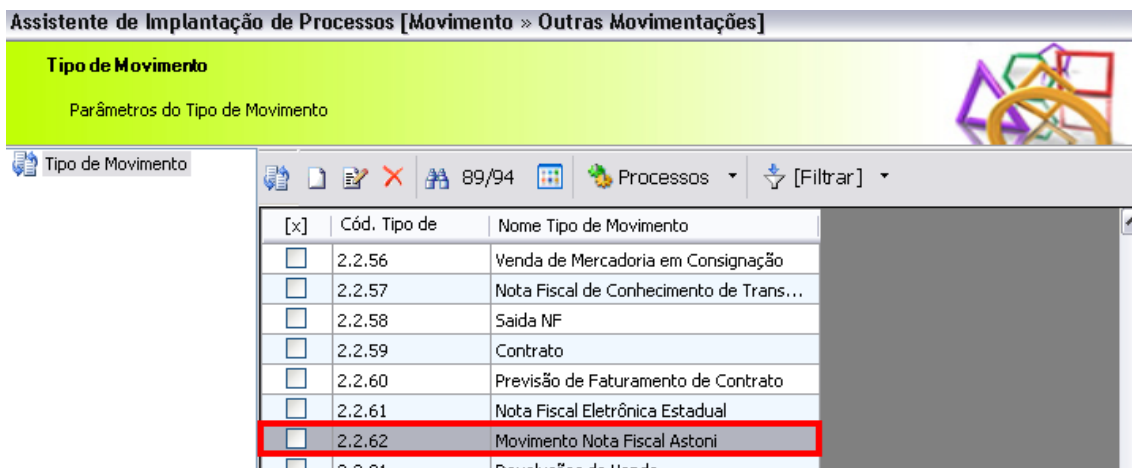 Assistente de Implantação de Processos [Movimento » Outras Movimentações]
Tipo de Movimento
Parâmetros do Tipo de Movimento
Tipo de Movimento
89/94 Processos [Filtrar]
[x] Cód. Tipo de Nome Tipo de Movimento
2.2.56 Venda de Mercadoria em Consignação
2.2.57 Nota Fiscal de Conhecimento de Trans...
2.2.58 Saida NF
2.2.59 Contrato
2.2.60 Previsão de Faturamento de Contrato
2.2.61 Nota Fiscal Eletrônica Estadual
2.2.62 Movimento Nota Fiscal Astoni